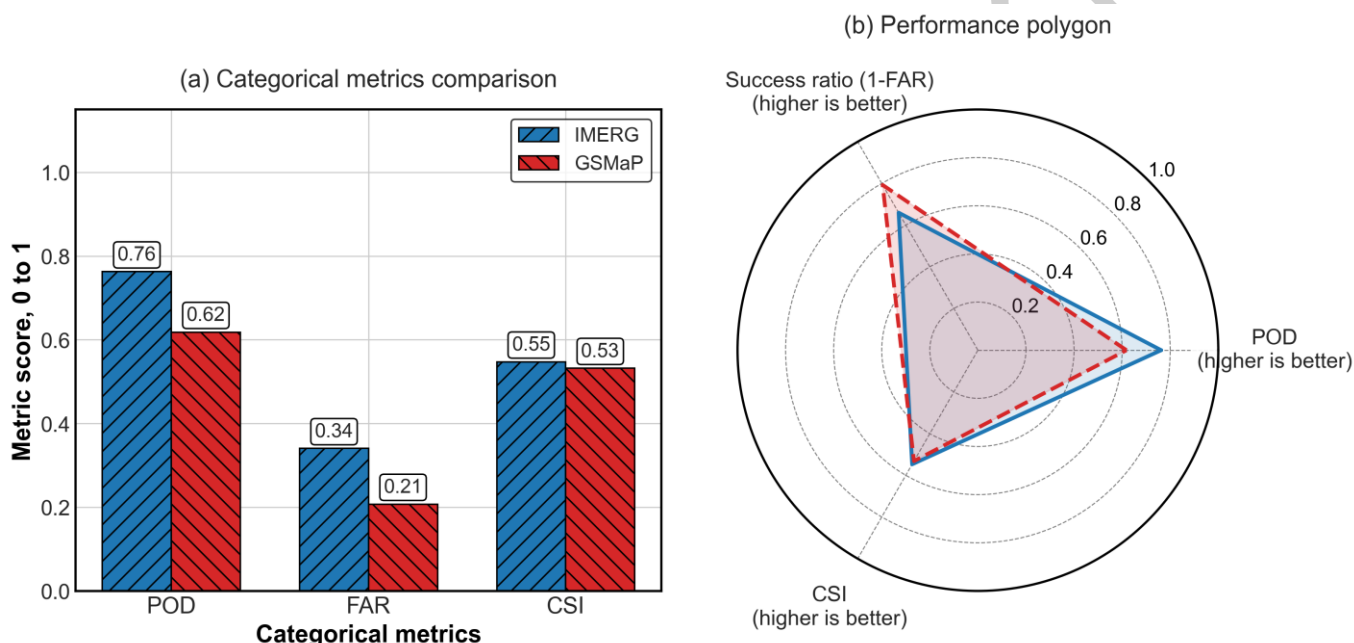 (a) Categorical metrics comparison
IMERG
GSMaP
Metric score, 0 to 1
1.0
0.8
0.6
0.4
0.2
0.0
0.76
0.62
0.34
0.21
0.55
0.53
POD
FAR
CSI
Categorical metrics
(b) Performance polygon
Success ratio (1-FAR)
(higher is better)
1.0
0.8
0.6
0.4
0.2
POD
(higher is better)
CSI
(higher is better)